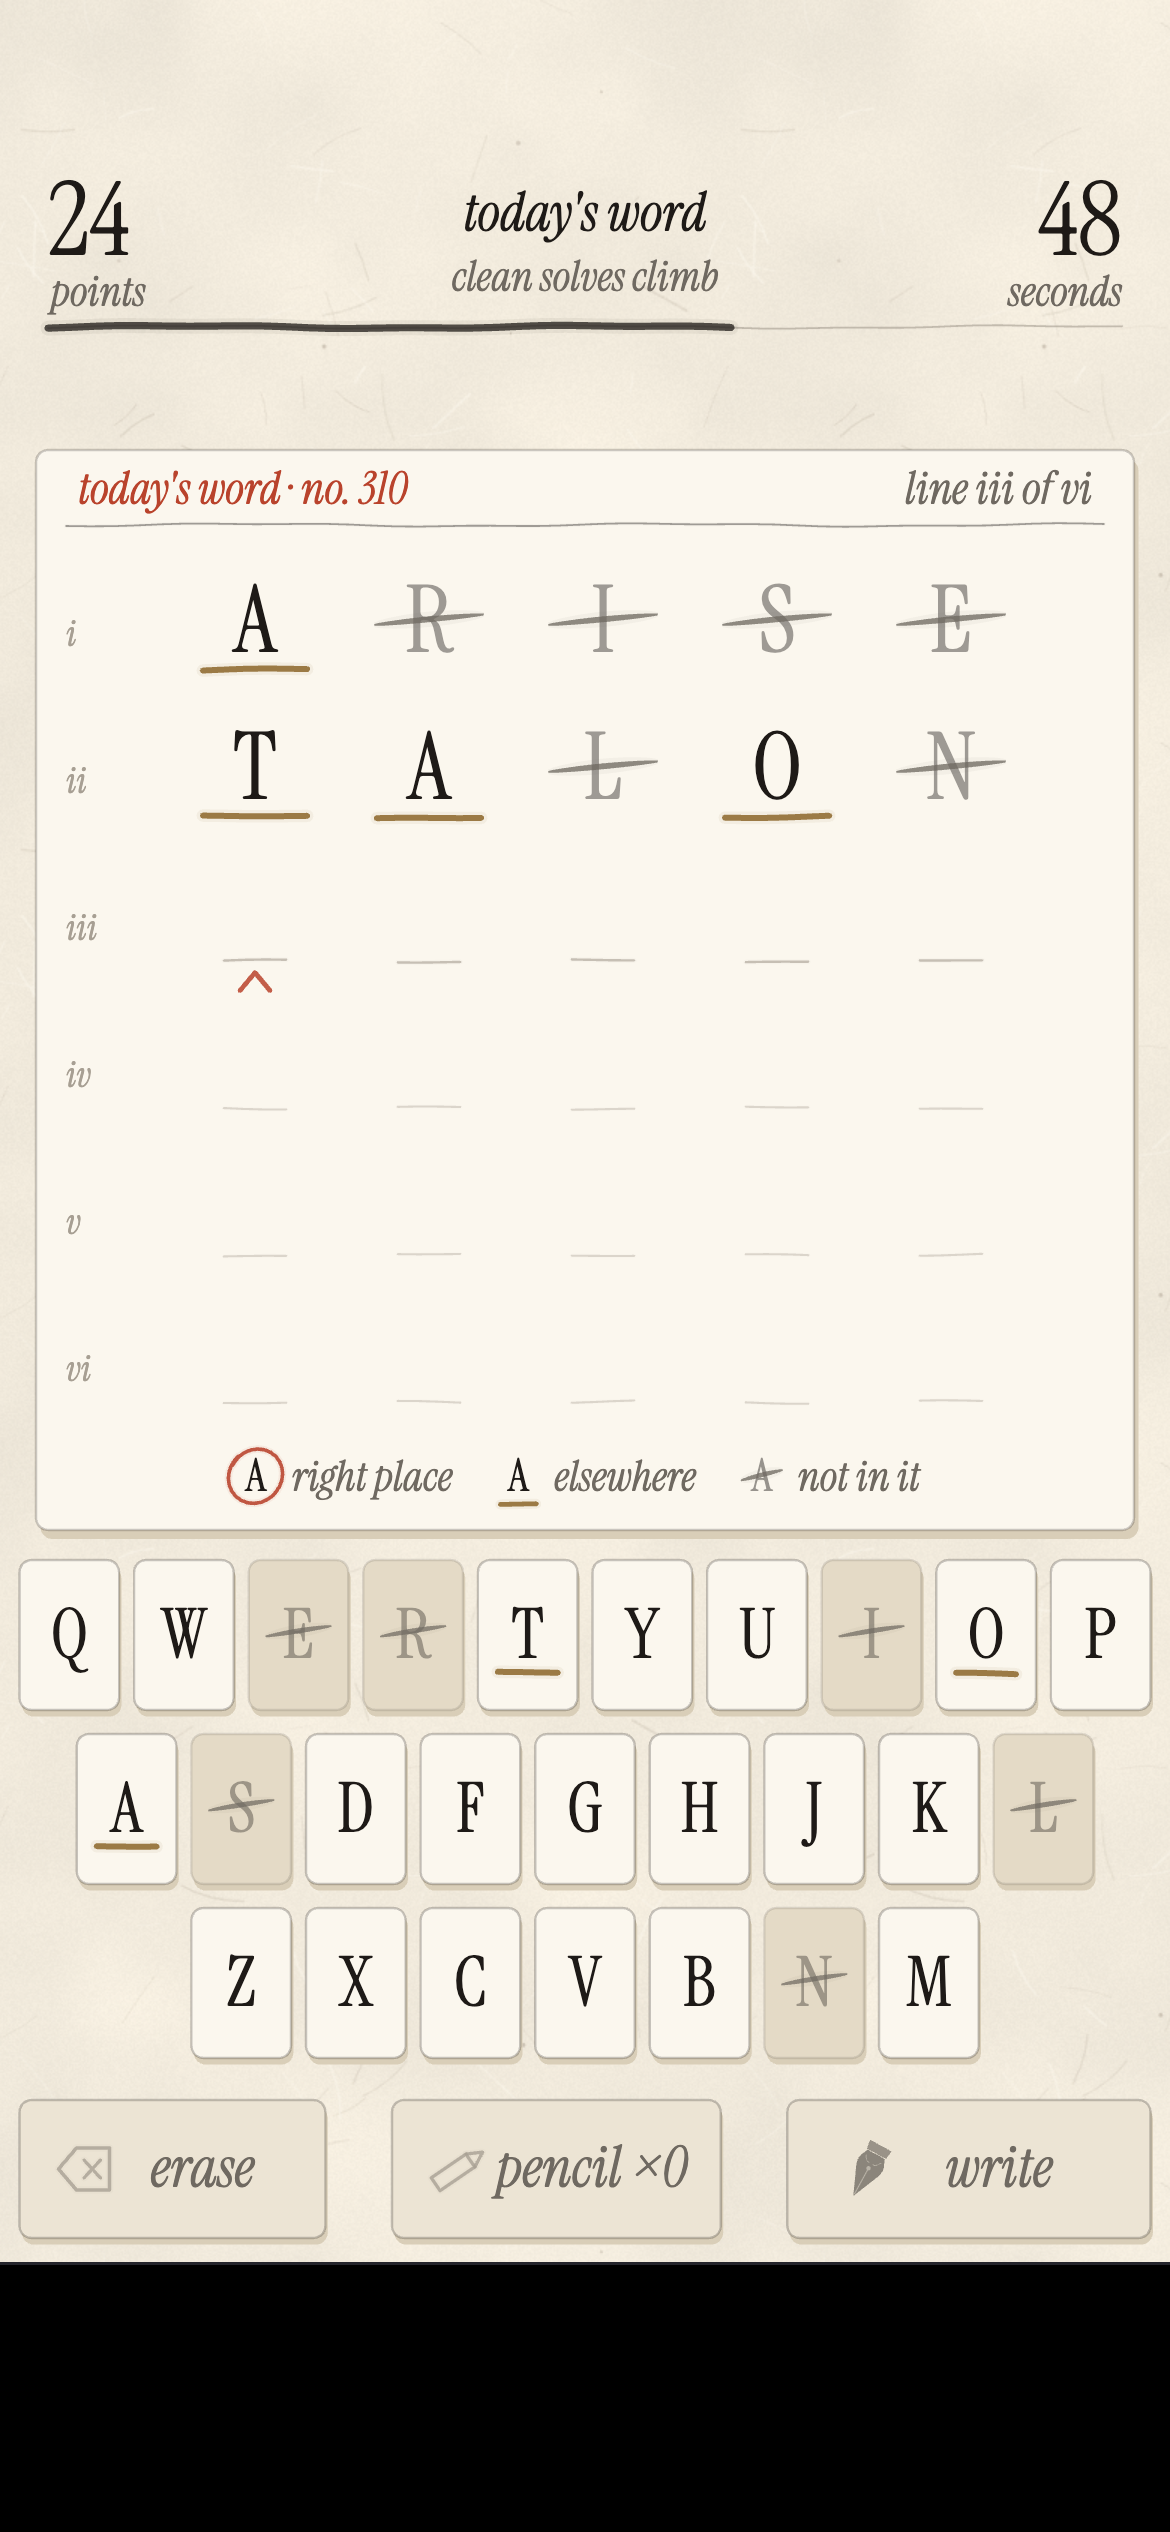 24
points
today's word
clean solves climb
48
seconds
today's word · no. 310
line iii of vi
i A R I S E
ii T A L O N
iii
iv
v
vi
A right place A elsewhere A not in it
Q W E R T Y U I O P
A S D F G H J K L
Z X C V B N M
erase pencil ×0 write